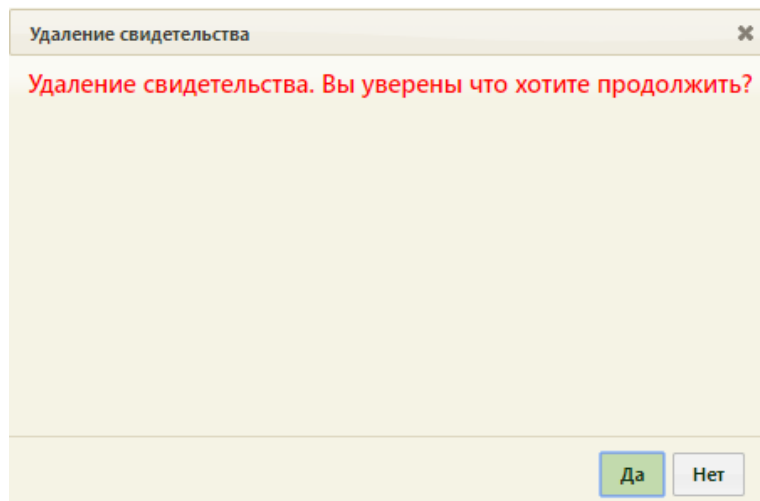 Удаление свидетельства
Удаление свидетельства. Вы уверены что хотите продолжить?
Да
Нет